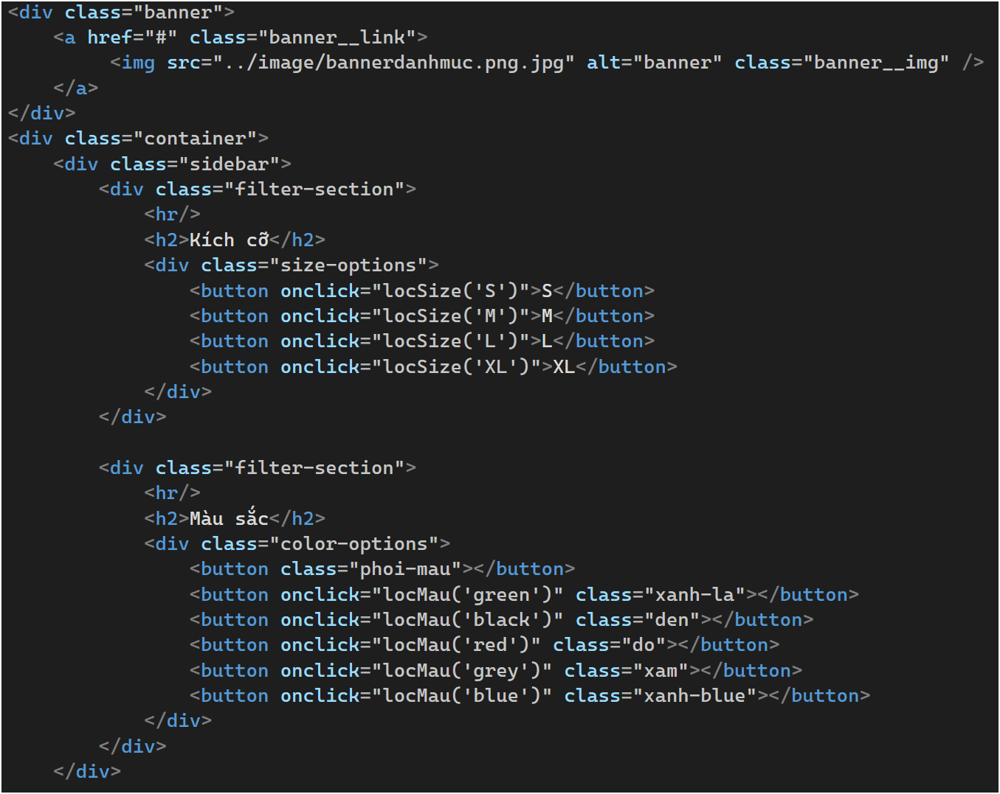 <div class="banner">
    <a href="#" class="banner__link">
         <img src="../image/bannerdanhmuc.png.jpg" alt="banner" class="banner__img" />
    </a>
</div>
<div class="container">
    <div class="sidebar">
        <div class="filter-section">
            <hr/>
            <h2>Kích cỡ</h2>
            <div class="size-options">
                <button onclick="locSize('S')">S</button>
                <button onclick="locSize('M')">M</button>
                <button onclick="locSize('L')">L</button>
                <button onclick="locSize('XL')">XL</button>
            </div>
        </div>

        <div class="filter-section">
            <hr/>
            <h2>Màu sắc</h2>
            <div class="color-options">
                <button class="phoi-mau"></button>
                <button onclick="locMau('green')" class="xanh-la"></button>
                <button onclick="locMau('black')" class="den"></button>
                <button onclick="locMau('red')" class="do"></button>
                <button onclick="locMau('grey')" class="xam"></button>
                <button onclick="locMau('blue')" class="xanh-blue"></button>
            </div>
        </div>
    </div>